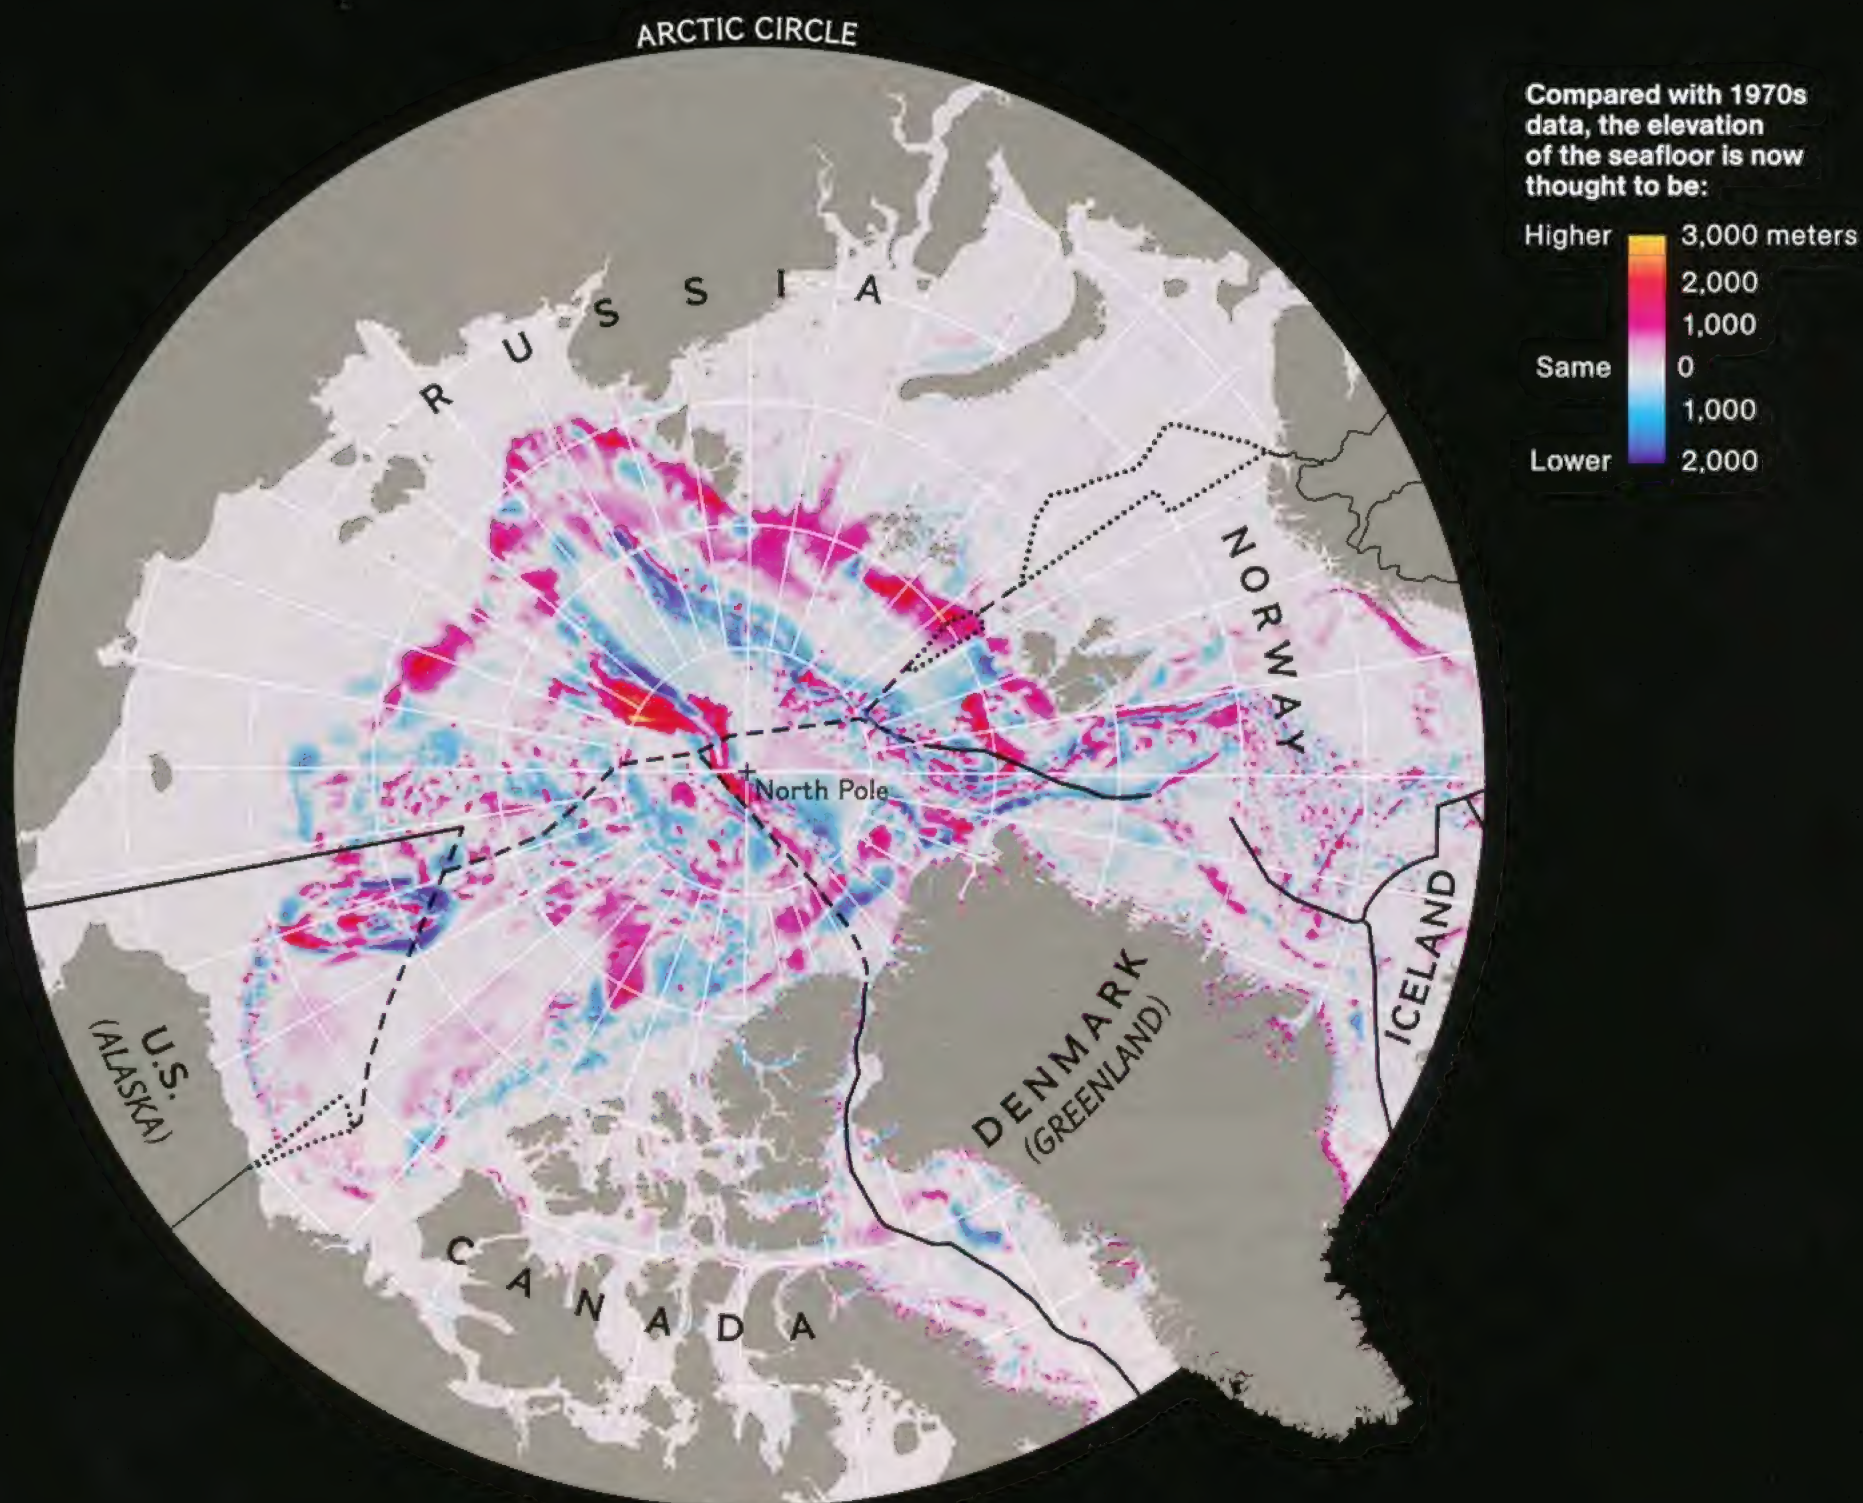 ARCTIC CIRCLE
Compared with 1970s
data, the elevation
of the seafloor is now
thought to be:
Higher 3,000 meters
2,000
1,000
Same 0
1,000
Lower 2,000
RUSSIA
NORWAY
North Pole
ICELAND
DENMARK
(GREENLAND)
U.S.
(ALASKA)
CANADA